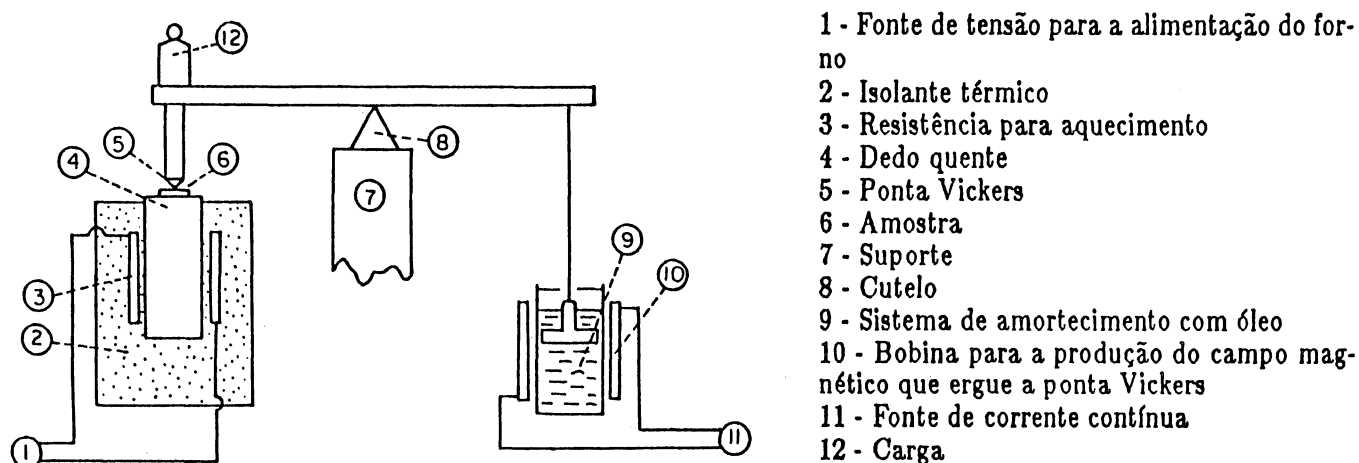 12
5
6
4
8
7
9
10
3
2
1
11
1 - Fonte de tensão para a alimentação do for-
no
2 - Isolante térmico
3 - Resistência para aquecimento
4 - Dedo quente
5 - Ponta Vickers
6 - Amostra
7 - Suporte
8 - Cutelo
9 - Sistema de amortecimento com óleo
10 - Bobina para a produção do campo mag-
nético que ergue a ponta Vickers
11 - Fonte de corrente contínua
12 - Carga